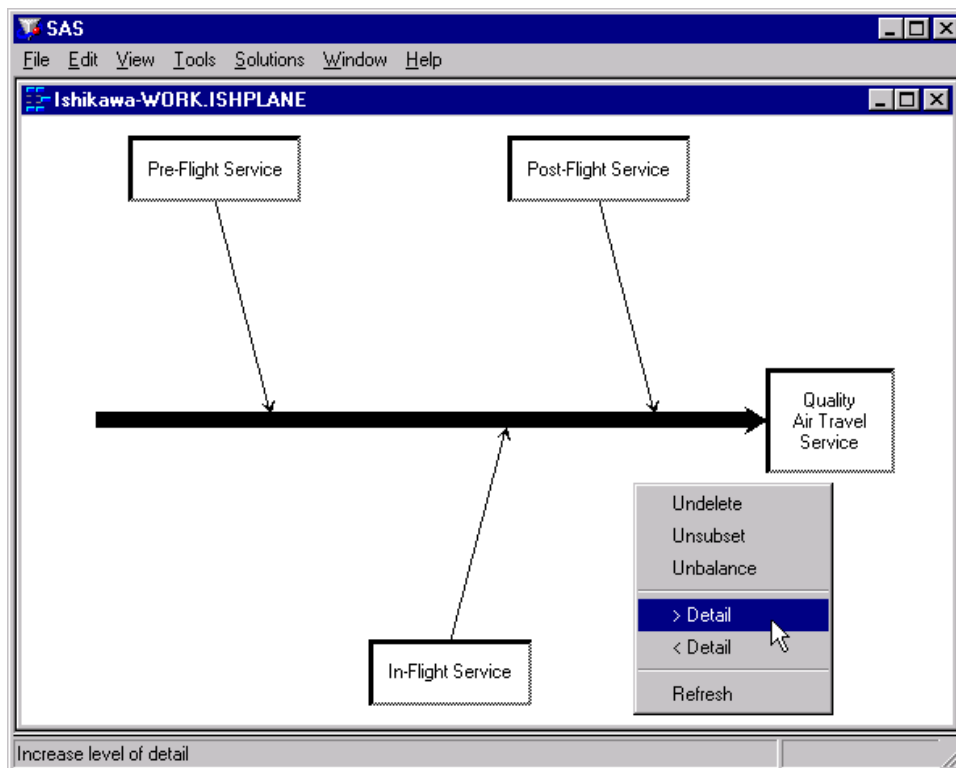 SAS
File Edit View Tools Solutions Window Help
Ishikawa-WORK.ISHPLANE
Pre-Flight Service
Post-Flight Service
Quality
Air Travel
Service
In-Flight Service
Undelete
Unsubset
Unbalance
> Detail
< Detail
Refresh
Increase level of detail